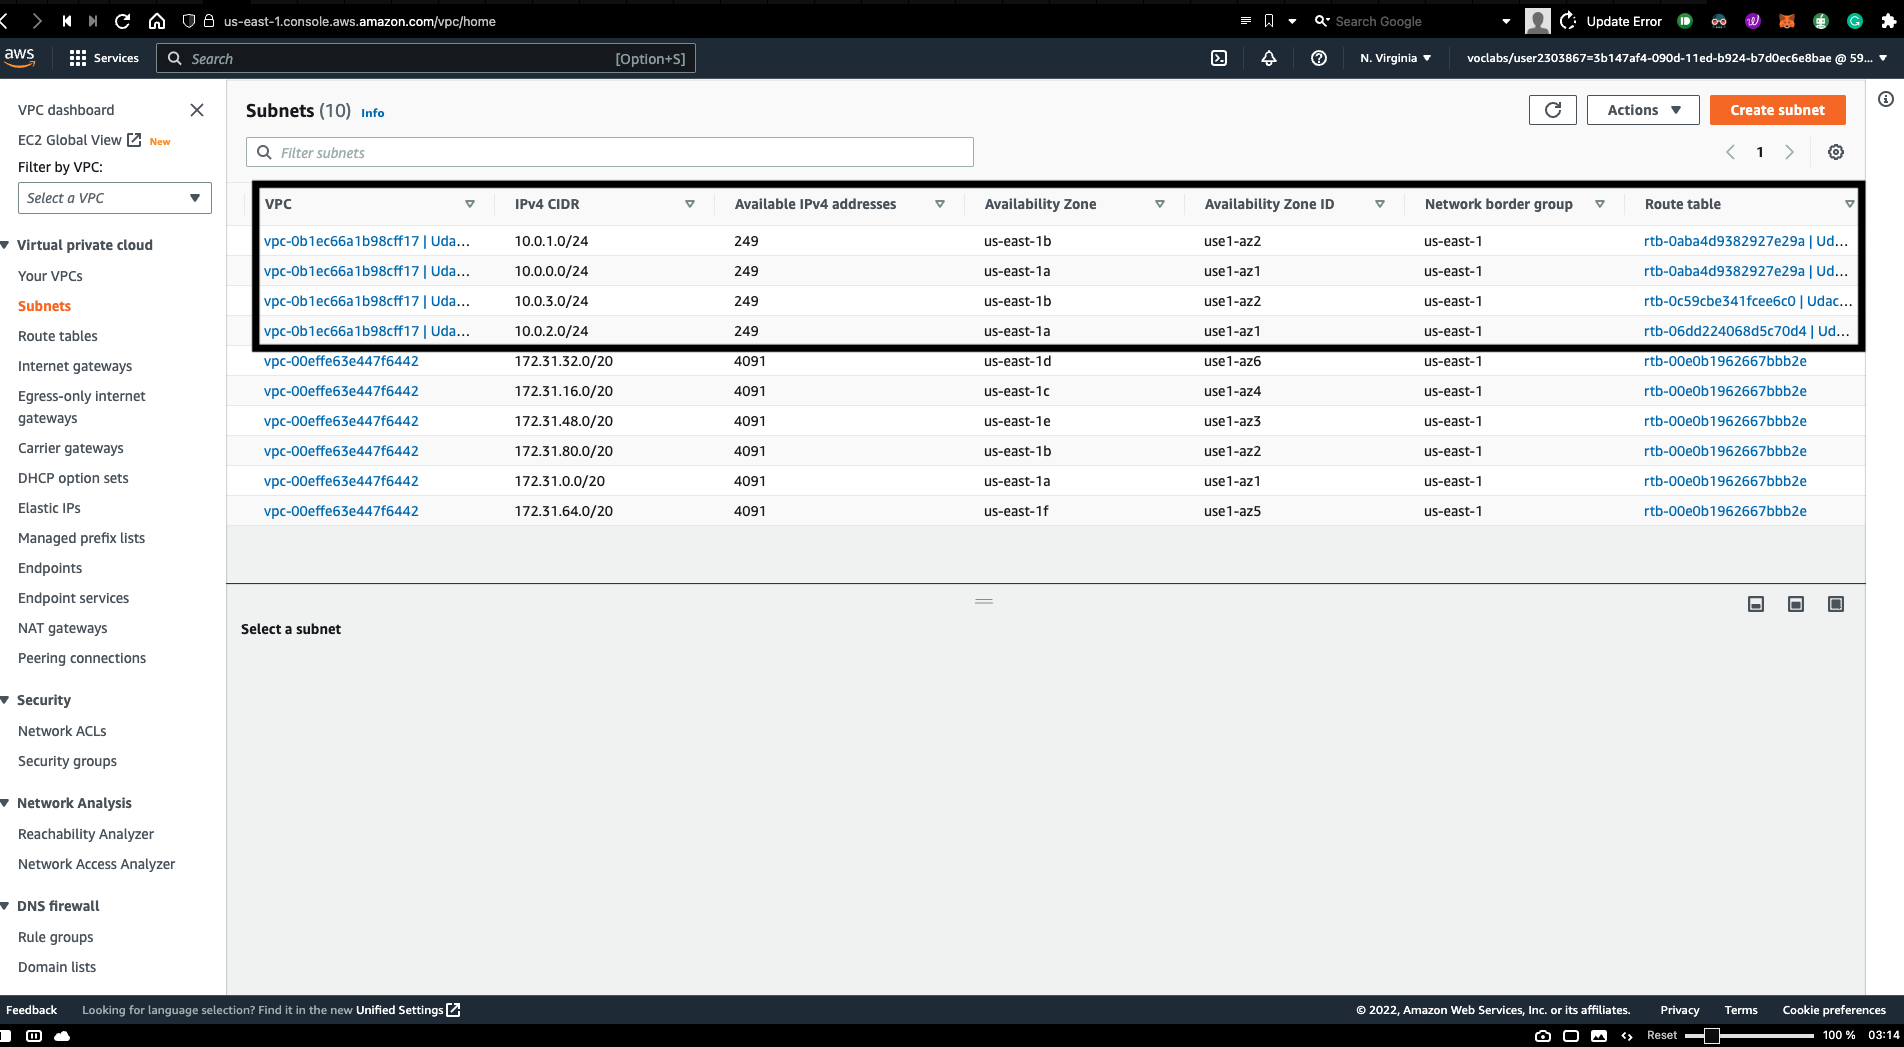 us-east-1.console.aws.amazon.com/vpc/home
Search Google
Update Error
aws
Services
Search
[Option+S]
N. Virginia
voclabs/user2303867=3b147af4-090d-11ed-b924-b7d0ec6e8bae @ 59...
VPC dashboard
EC2 Global View New
Filter by VPC:
Select a VPC
Virtual private cloud
Your VPCs
Subnets
Route tables
Internet gateways
Egress-only internet
gateways
Carrier gateways
DHCP option sets
Elastic IPs
Managed prefix lists
Endpoints
Endpoint services
NAT gateways
Peering connections
Security
Network ACLs
Security groups
Network Analysis
Reachability Analyzer
Network Access Analyzer
DNS firewall
Rule groups
Domain lists
Subnets (10) Info
Actions
Create subnet
Filter subnets
1
VPC IPv4 CIDR Available IPv4 addresses Availability Zone Availability Zone ID Network border group Route table
vpc-0b1ec66a1b98cff17 | Uda... 10.0.1.0/24 249 us-east-1b use1-az2 us-east-1 rtb-0aba4d9382927e29a | Ud...
vpc-0b1ec66a1b98cff17 | Uda... 10.0.0.0/24 249 us-east-1a use1-az1 us-east-1 rtb-0aba4d9382927e29a | Ud...
vpc-0b1ec66a1b98cff17 | Uda... 10.0.3.0/24 249 us-east-1b use1-az2 us-east-1 rtb-0c59cbe341fcee6c0 | Udac...
vpc-0b1ec66a1b98cff17 | Uda... 10.0.2.0/24 249 us-east-1a use1-az1 us-east-1 rtb-06dd224068d5c70d4 | Ud...
vpc-00effe63e447f6442 172.31.32.0/20 4091 us-east-1d use1-az6 us-east-1 rtb-00e0b1962667bbb2e
vpc-00effe63e447f6442 172.31.16.0/20 4091 us-east-1c use1-az4 us-east-1 rtb-00e0b1962667bbb2e
vpc-00effe63e447f6442 172.31.48.0/20 4091 us-east-1e use1-az3 us-east-1 rtb-00e0b1962667bbb2e
vpc-00effe63e447f6442 172.31.80.0/20 4091 us-east-1b use1-az2 us-east-1 rtb-00e0b1962667bbb2e
vpc-00effe63e447f6442 172.31.0.0/20 4091 us-east-1a use1-az1 us-east-1 rtb-00e0b1962667bbb2e
vpc-00effe63e447f6442 172.31.64.0/20 4091 us-east-1f use1-az5 us-east-1 rtb-00e0b1962667bbb2e
Select a subnet
Feedback
Looking for language selection? Find it in the new Unified Settings
© 2022, Amazon Web Services, Inc. or its affiliates.
Privacy
Terms
Cookie preferences
Reset
100 %
03:14